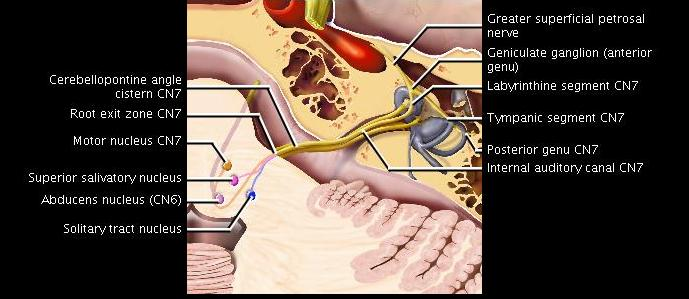 Greater superficial petrosal
nerve
Geniculate ganglion (anterior
genu)
Labyrinthine segment CN7
Tympanic segment CN7
Posterior genu CN7
Internal auditory canal CN7
Cerebellopontine angle
cistern CN7
Root exit zone CN7
Motor nucleus CN7
Superior salivatory nucleus
Abducens nucleus (CN6)
Solitary tract nucleus